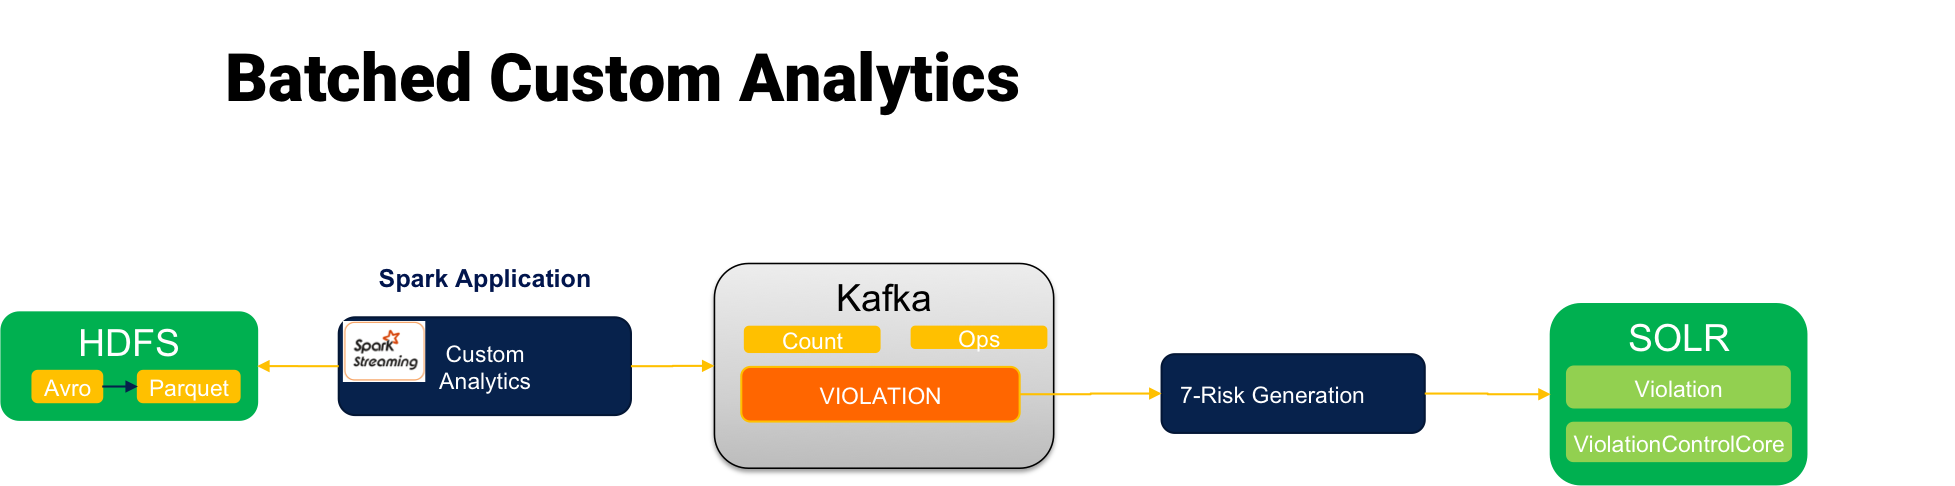 Batched Custom Analytics
Spark Application
HDFS
Avro
Parquet
Spark
Streaming
Custom
Analytics
Kafka
Count
Ops
VIOLATION
7-Risk Generation
SOLR
Violation
ViolationControlCore